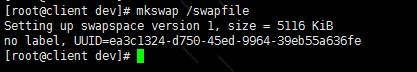 [root@client dev]# mkswap /swapfile
Setting up swapspace version 1, size = 5116 KiB
no label, UUID=ea3c1324-d750-45ed-9964-39eb55a636fe
[root@client dev]#